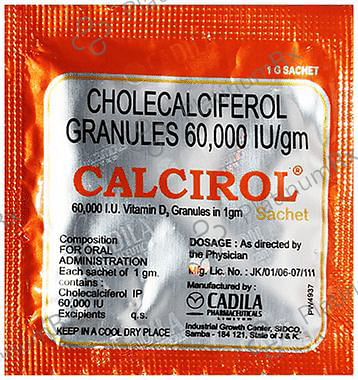 1 G SACHET
CHOLECALCIFEROL
GRANULES 60,000 IU/gm
CALCIROL®
60,000 I.U. Vitamin D3 Granules in 1gm
Sachet
Composition
FOR ORAL
ADMINISTRATION
Each sachet of 1 gm.
contains :
Cholecalciferol IP
60,000 IU
Excipients q.s.
KEEP IN A COOL DRY PLACE
DOSAGE : As directed by
the Physician
Mfg. Lic. No. : JK/01/06-07/111
Manufactured by :
CADILA
PHARMACEUTICALS
LIMITED
Industrial Growth Center, SIDCO,
Samba - 184 121, State of J & K.
PW4937
PlatinumRx